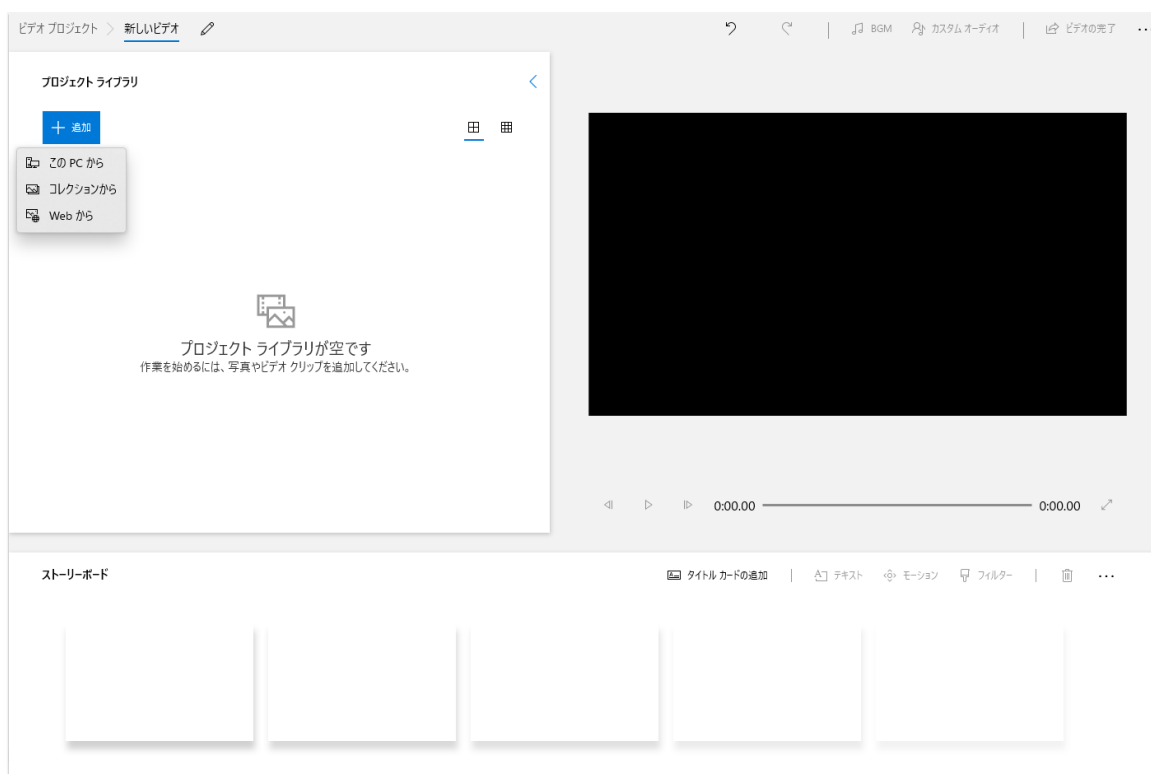 ビデオ プロジェクト > 新しいビデオ
BGM カスタム オーディオ ビデオの完了 ...
プロジェクト ライブラリ
+ 追加
この PC から
コレクションから
Web から
プロジェクト ライブラリが空です
作業を始めるには、写真やビデオ クリップを追加してください。
0:00.00 0:00.00
ストーリーボード
タイトル カードの追加 テキスト モーション フィルター ...